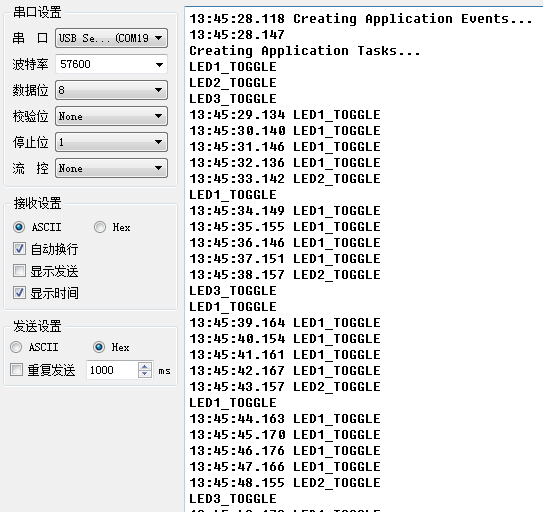 串口设置
串 口 USB Se...(COM19
波特率 57600
数据位 8
校验位 None
停止位 1
流 控 None
接收设置
ASCII Hex
自动换行
显示发送
显示时间
发送设置
ASCII Hex
重复发送 1000 ms
13:45:28.118 Creating Application Events...
13:45:28.147
Creating Application Tasks...
LED1_TOGGLE
LED2_TOGGLE
LED3_TOGGLE
13:45:29.134 LED1_TOGGLE
13:45:30.140 LED1_TOGGLE
13:45:31.146 LED1_TOGGLE
13:45:32.136 LED1_TOGGLE
13:45:33.142 LED2_TOGGLE
LED1_TOGGLE
13:45:34.149 LED1_TOGGLE
13:45:35.155 LED1_TOGGLE
13:45:36.146 LED1_TOGGLE
13:45:37.151 LED1_TOGGLE
13:45:38.157 LED2_TOGGLE
LED3_TOGGLE
LED1_TOGGLE
13:45:39.164 LED1_TOGGLE
13:45:40.154 LED1_TOGGLE
13:45:41.161 LED1_TOGGLE
13:45:42.167 LED1_TOGGLE
13:45:43.157 LED2_TOGGLE
LED1_TOGGLE
13:45:44.163 LED1_TOGGLE
13:45:45.170 LED1_TOGGLE
13:45:46.176 LED1_TOGGLE
13:45:47.166 LED1_TOGGLE
13:45:48.155 LED2_TOGGLE
LED3_TOGGLE